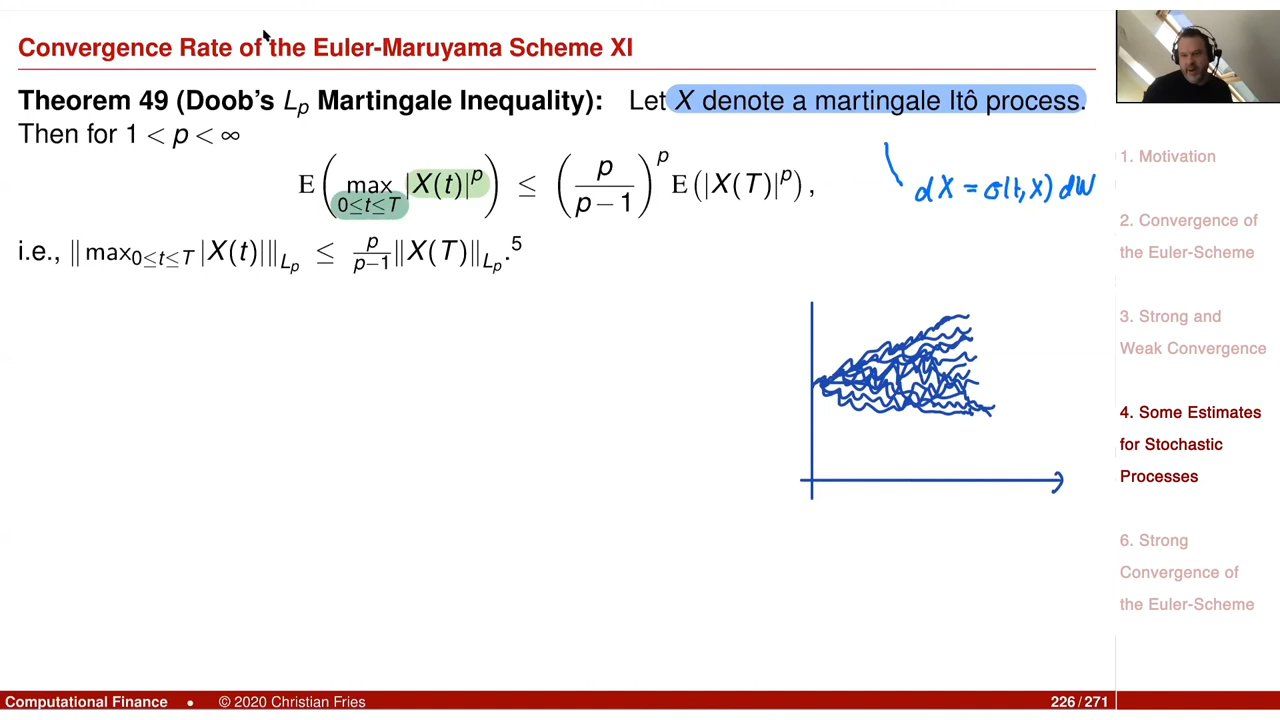 Convergence Rate of the Euler-Maruyama Scheme XI
Theorem 49 (Doob's L_p Martingale Inequality): Let X denote a martingale Itô process.
Then for 1 < p < ∞
E( max_{0≤t≤T} |X(t)|^p ) ≤ ( p/(p−1) )^p E(|X(T)|^p),
dX = σ(t,X) dW
i.e., ‖max_{0≤t≤T} |X(t)|‖_{L_p} ≤ p/(p−1) ‖X(T)‖_{L_p}.⁵
1. Motivation
2. Convergence of
the Euler-Scheme
3. Strong and
Weak Convergence
4. Some Estimates
for Stochastic
Processes
6. Strong
Convergence of
the Euler-Scheme
Computational Finance • © 2020 Christian Fries 226/271